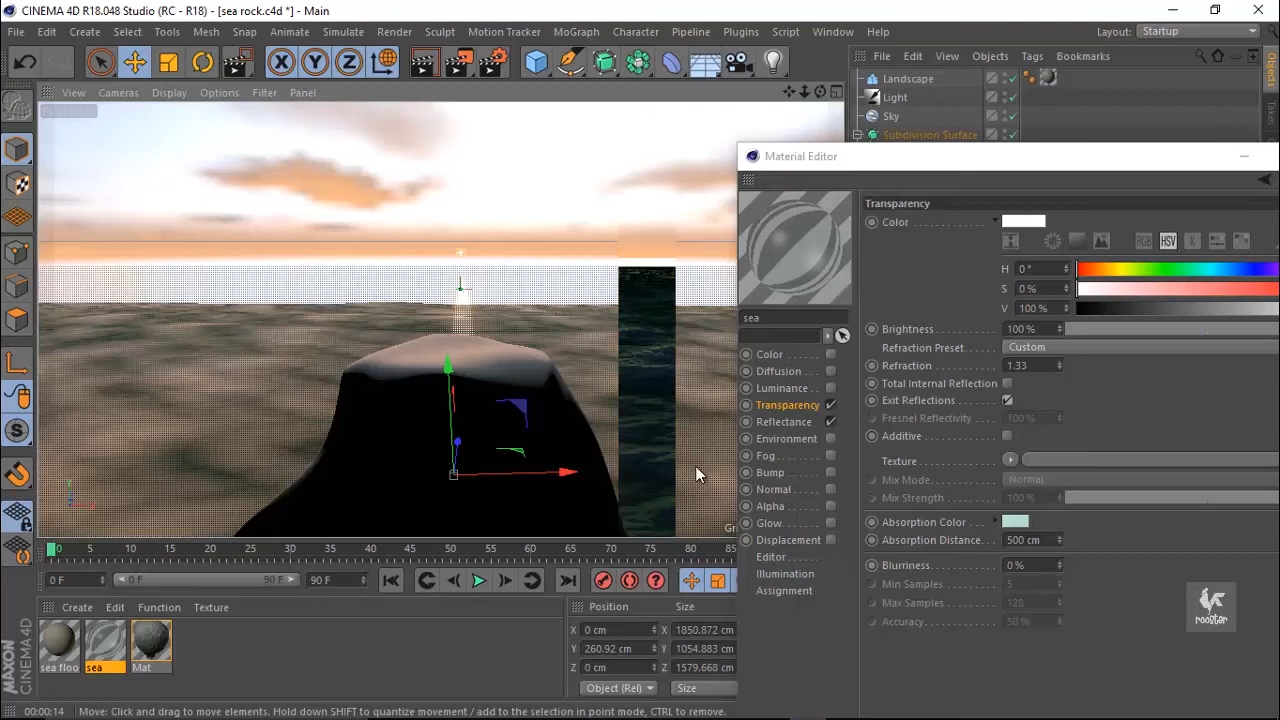 CINEMA 4D R18.048 Studio (RC - R18) - [sea rock.c4d *] - Main
File Edit Create Select Tools Mesh Snap Animate Simulate Render Sculpt Motion Tracker MoGraph Character Pipeline Plugins Script Window Help Layout: Startup
X Y Z
File Edit View Objects Tags Bookmarks
Landscape
Light
Sky
Subdivision Surface
Objects
Takes
View Cameras Display Options Filter Panel
Material Editor
Transparency
Color
RGB HSV K
H 0 °
S 0 %
V 100 %
Brightness 100 %
Refraction Preset Custom
Refraction 1.33
Total Internal Reflection
Exit Reflections
Fresnel Reflectivity 100 %
Additive
Texture
Mix Mode Normal
Mix Strength 100 %
Absorption Color
Absorption Distance 500 cm
Blurriness 0 %
Min Samples 5
Max Samples 128
Accuracy 50 %
sea
Color
Diffusion
Luminance
Transparency
Reflectance
Environment
Fog
Bump
Normal
Alpha
Glow
Displacement
Editor
Illumination
Assignment
rooster
Y
Gr
0 5 10 15 20 25 30 35 40 45 50 55 60 65 70 75 80 85
0 F 0 F 90 F 90 F
Create Edit Function Texture
sea floo sea Mat
Position Size
X 0 cm X 1850.872 cm
Y 260.92 cm Y 1054.883 cm
Z 0 cm Z 1579.668 cm
Object (Rel) Size
MAXON
CINEMA 4D
00:00:14 Move: Click and drag to move elements. Hold down SHIFT to quantize movement / add to the selection in point mode, CTRL to remove.